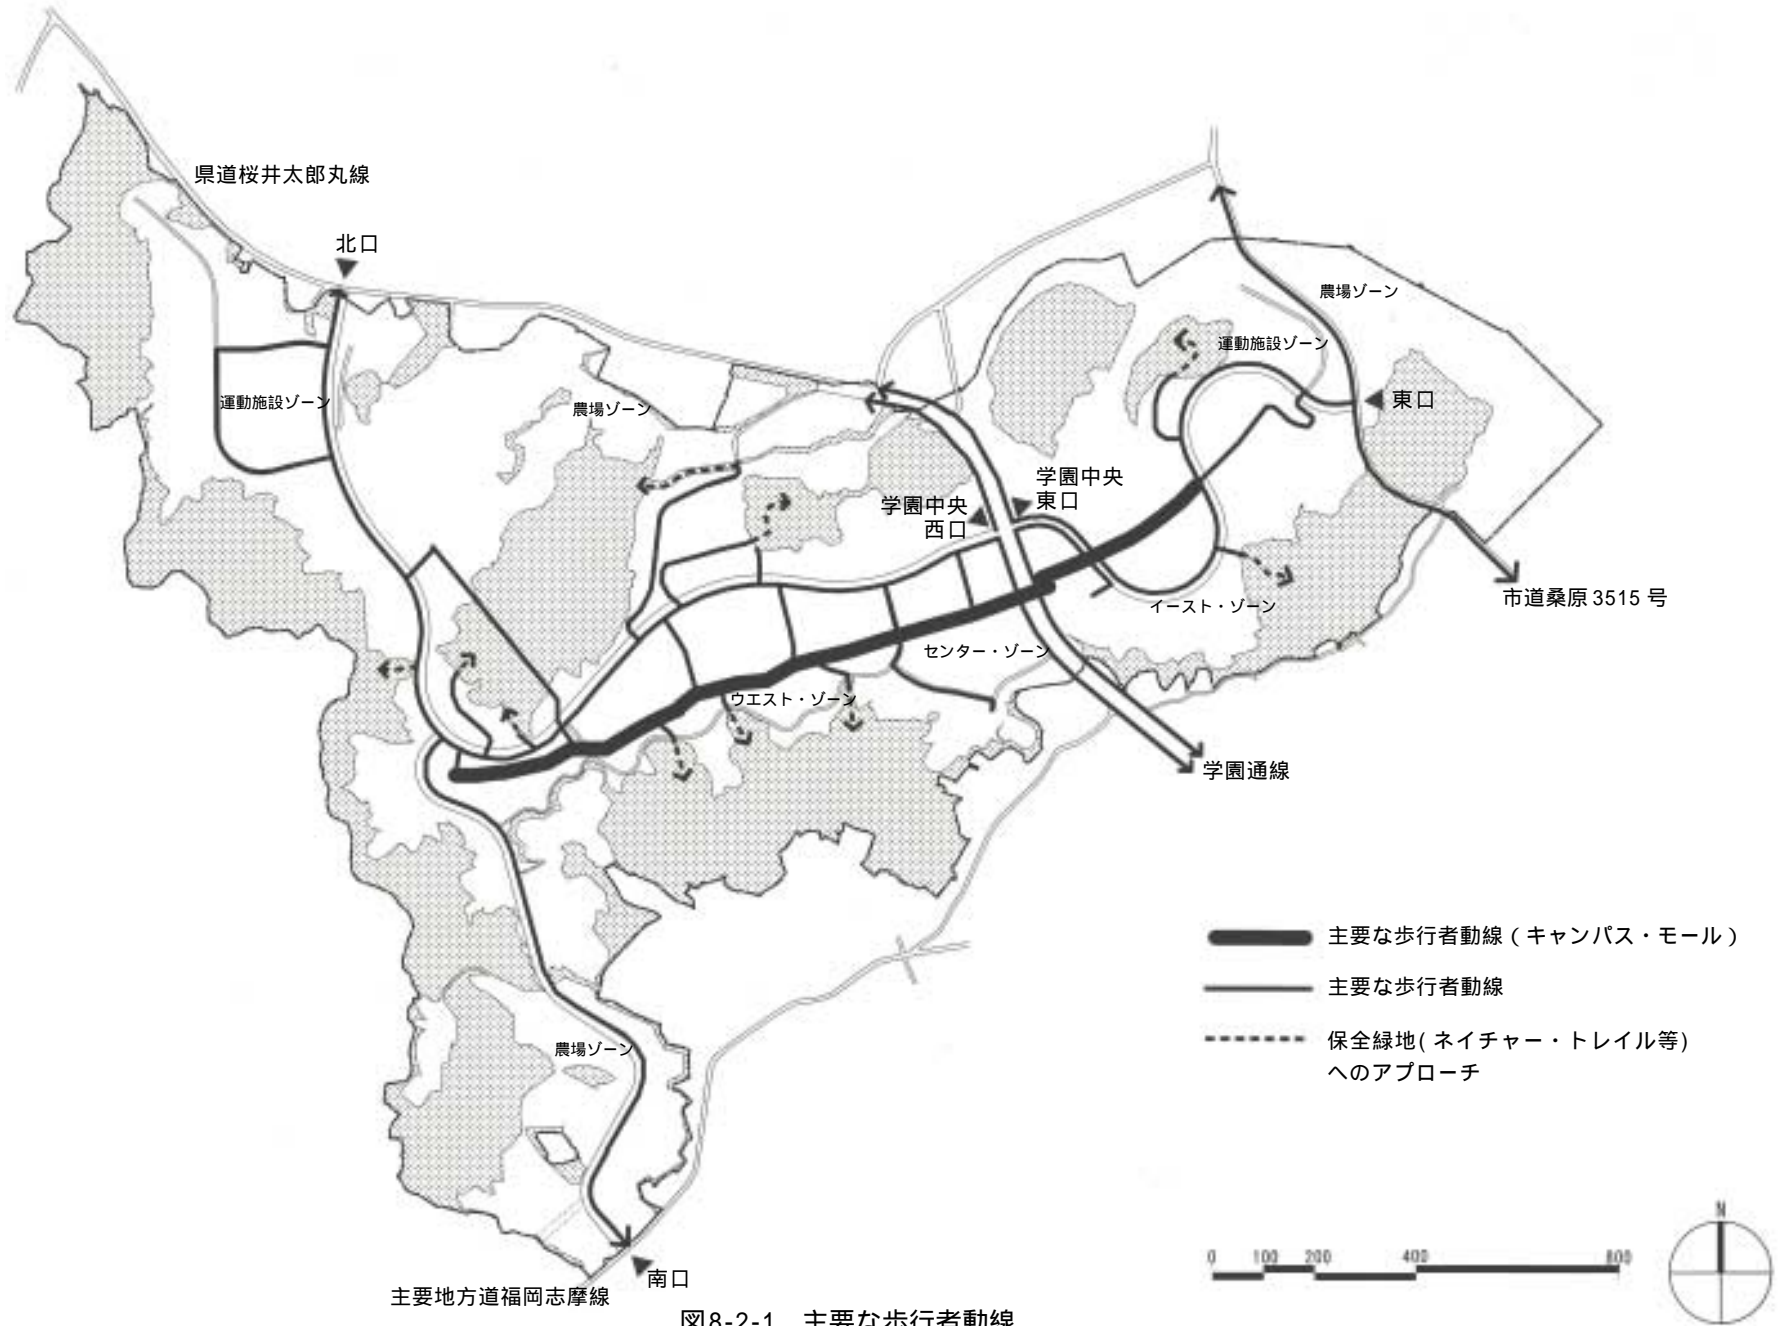 県道桜井太郎丸線
北口
農場ゾーン
運動施設ゾーン
東口
運動施設ゾーン
農場ゾーン
学園中央
東口
学園中央
西口
市道桑原3515号
イースト・ゾーン
センター・ゾーン
ウエスト・ゾーン
学園通線
主要な歩行者動線(キャンパス・モール)
主要な歩行者動線
保全緑地(ネイチャー・トレイル等)
へのアプローチ
農場ゾーン
N
0 100 200 400 800
南口
主要地方道福岡志摩線
図8-2-1 主要な歩行者動線